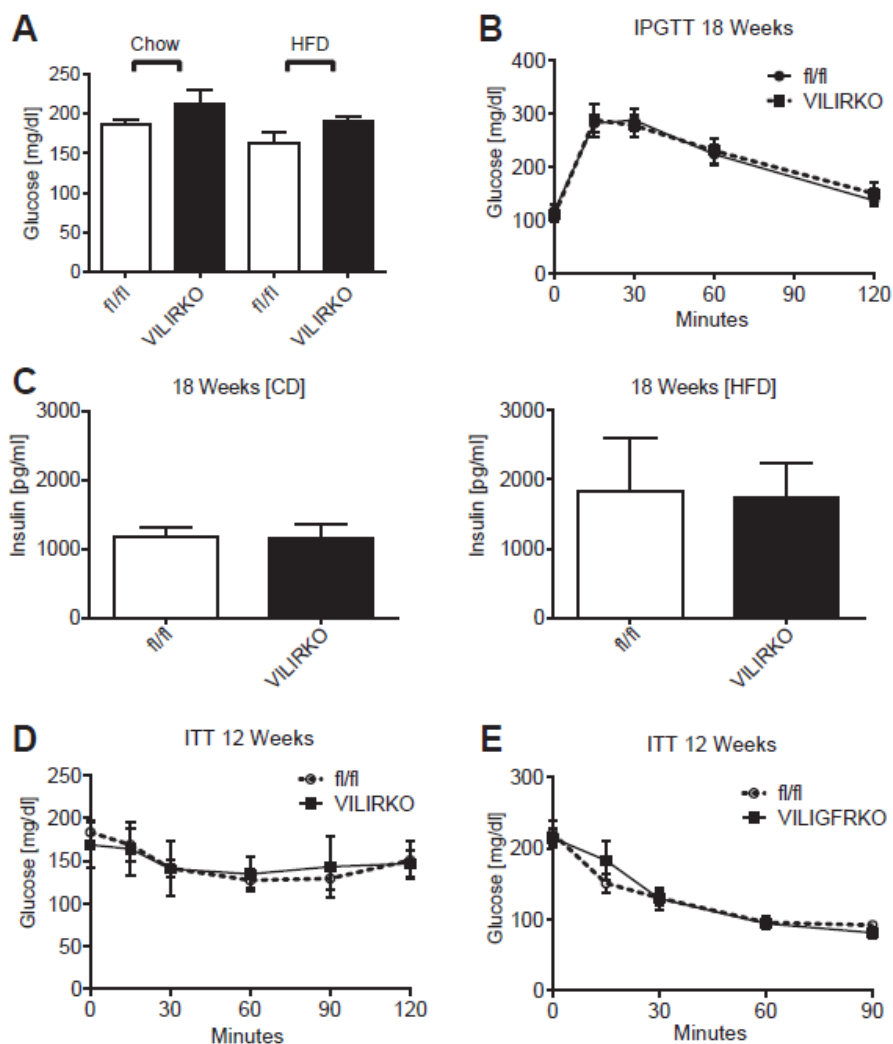 A
Chow
HFD
Glucose [mg/dl]
250
200
150
100
50
0
fl/fl
VILIRKO
fl/fl
VILIRKO
B
IPGTT 18 Weeks
fl/fl
VILIRKO
Glucose [mg/dl]
400
300
200
100
0
0 30 60 90 120
Minutes
C
18 Weeks [CD]
Insulin [pg/ml]
3000
2000
1000
0
fl/fl
VILIRKO
18 Weeks [HFD]
Insulin [pg/ml]
3000
2000
1000
0
fl/fl
VILIRKO
D
ITT 12 Weeks
fl/fl
VILIRKO
Glucose [mg/dl]
250
200
150
100
50
0
0 30 60 90 120
Minutes
E
ITT 12 Weeks
fl/fl
VILIGFRKO
Glucose [mg/dl]
300
200
100
0
0 30 60 90
Minutes